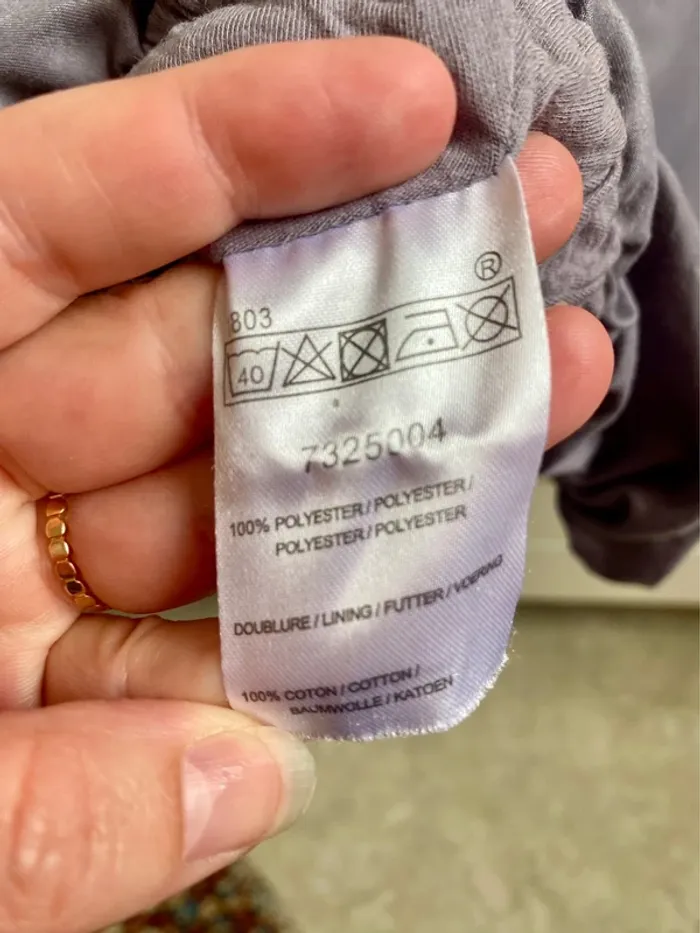 ®
803
40
7325004
100% POLYESTER / POLYESTER /
POLYESTER / POLYESTER
DOUBLURE / LINING / FUTTER / VOERING
100% COTON / COTTON /
BAUMWOLLE / KATOEN